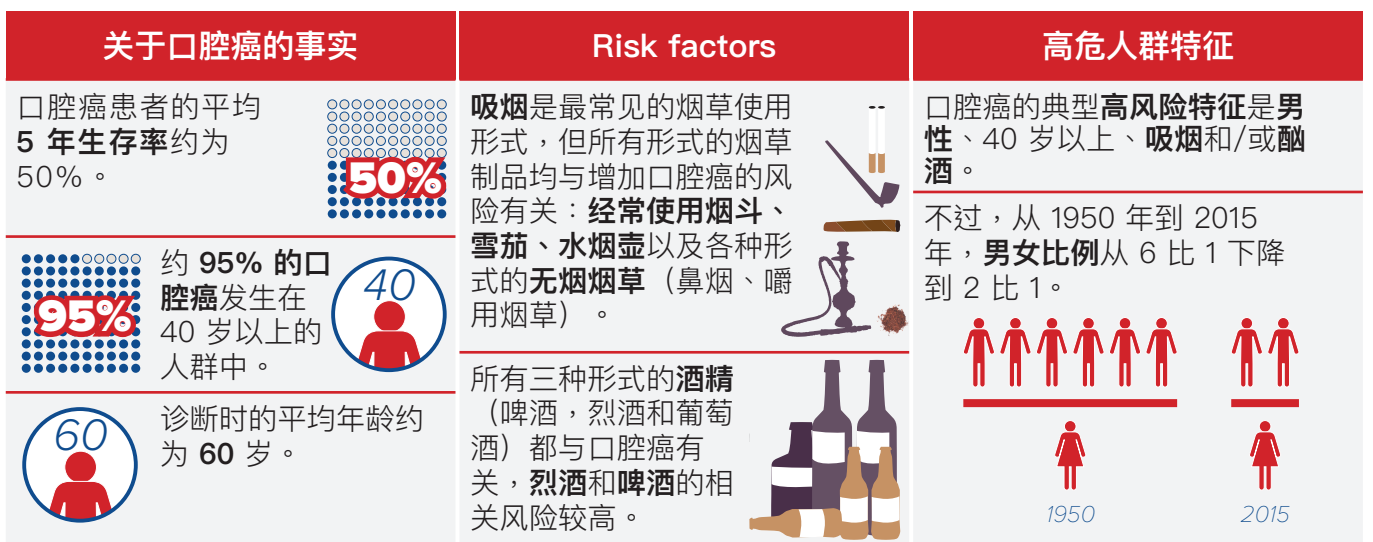 关于口腔癌的事实
口腔癌患者的平均
5 年生存率约为
50%。
50%
95%
约 95% 的口
腔癌发生在
40 岁以上的
人群中。
40
60
诊断时的平均年龄约
为 60 岁。
Risk factors
吸烟是最常见的烟草使用
形式，但所有形式的烟草
制品均与增加口腔癌的风
险有关：经常使用烟斗、
雪茄、水烟壶以及各种形
式的无烟烟草（鼻烟、嚼
用烟草）。
所有三种形式的酒精
（啤酒，烈酒和葡萄
酒）都与口腔癌有
关，烈酒和啤酒的相
关风险较高。
高危人群特征
口腔癌的典型高风险特征是男
性、40 岁以上、吸烟和/或酗
酒。
不过，从 1950 年到 2015
年，男女比例从 6 比 1 下降
到 2 比 1。
1950
2015